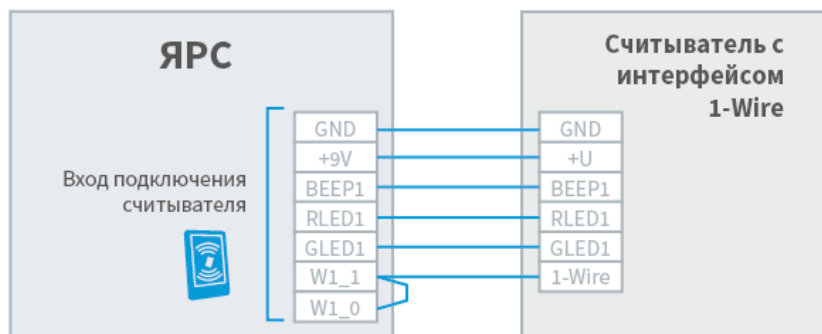 ЯРС
Вход подключения
считывателя
GND
+9V
BEEP1
RLED1
GLED1
W1_1
W1_0
Считыватель с
интерфейсом
1-Wire
GND
+U
BEEP1
RLED1
GLED1
1-Wire